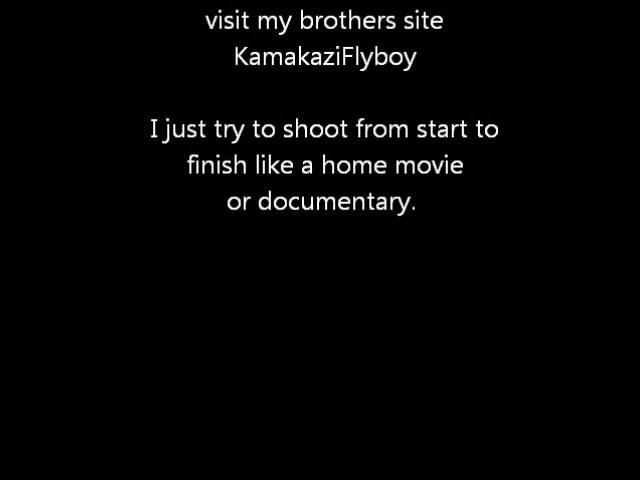 visit my brothers site
KamakaziFlyboy
I just try to shoot from start to
finish like a home movie
or documentary.